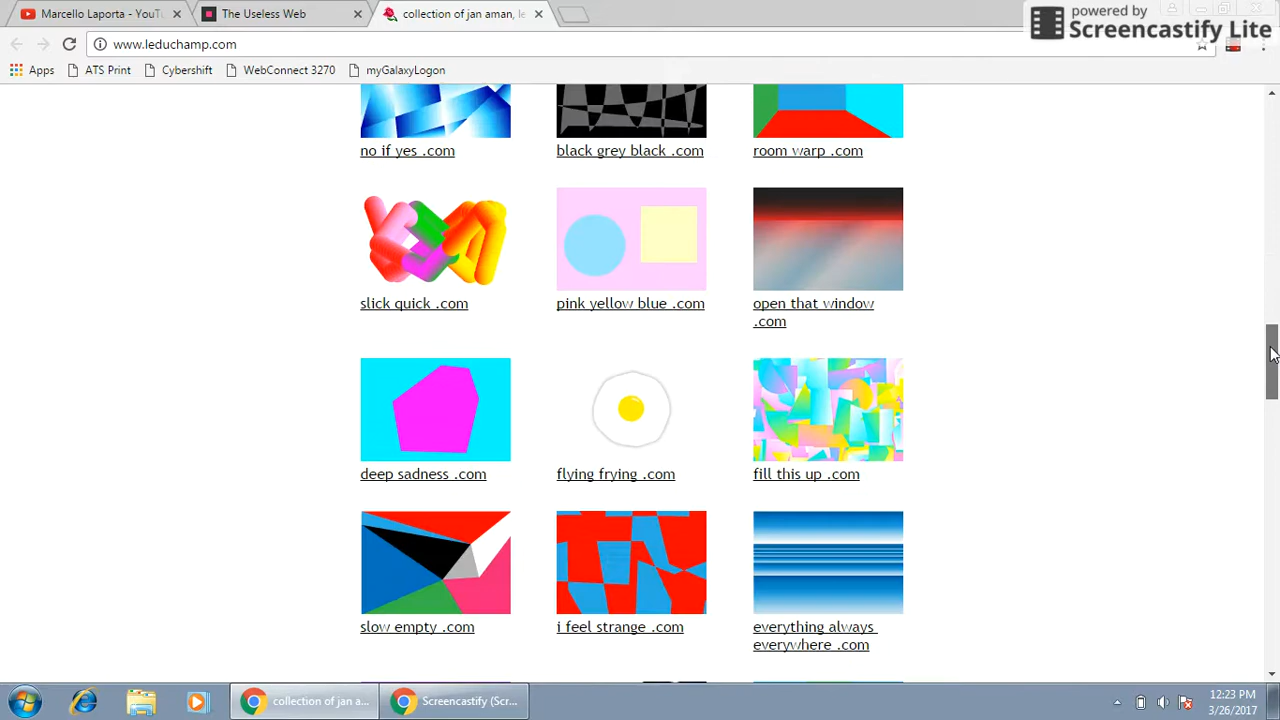 Marcello Laporta - YouT
The Useless Web
collection of jan aman, le
powered by
Screencastify Lite
www.leduchamp.com
Apps
ATS Print
Cybershift
WebConnect 3270
myGalaxyLogon
no if yes .com
black grey black .com
room warp .com
slick quick .com
pink yellow blue .com
open that window
.com
deep sadness .com
flying frying .com
fill this up .com
slow empty .com
i feel strange .com
everything always
everywhere .com
collection of jan a...
Screencastify (Scr...
12:23 PM
3/26/2017